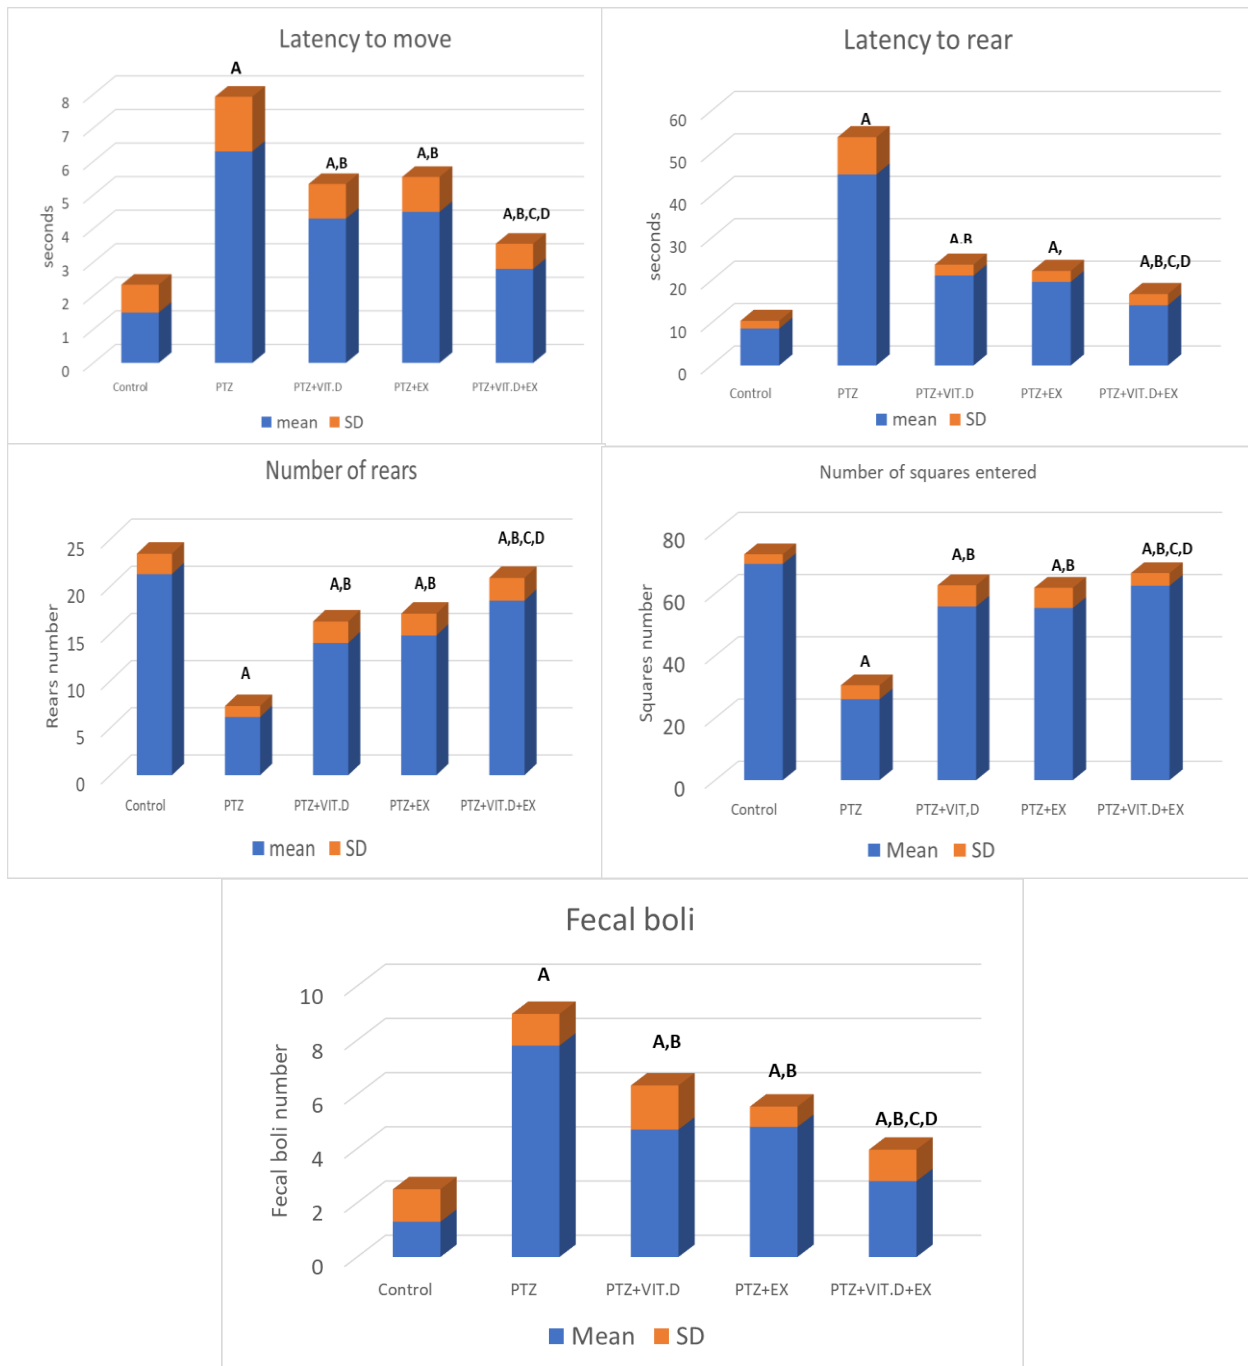 Latency to move
A
8
7
6
5
4
3
2
1
0
seconds
A,B
A,B
A,B,C,D
Control
PTZ
PTZ+VIT.D
PTZ+EX
PTZ+VIT.D+EX
mean SD
Latency to rear
60
50
40
30
20
10
0
seconds
A
A,B
A,
A,B,C,D
Control
PTZ
PTZ+VIT.D
PTZ+EX
PTZ+VIT.D+EX
mean SD
Number of rears
25
20
15
10
5
0
Rears number
A
A,B
A,B
A,B,C,D
Control
PTZ
PTZ+VIT.D
PTZ+EX
PTZ+VIT.D+EX
mean SD
Number of squares entered
80
60
40
20
0
Squares number
A
A,B
A,B
A,B,C,D
Control
PTZ
PTZ+VIT,D
PTZ+EX
PTZ+VIT.D+EX
Mean SD
Fecal boli
10
8
6
4
2
0
Fecal boli number
A
A,B
A,B
A,B,C,D
Control
PTZ
PTZ+VIT.D
PTZ+EX
PTZ+VIT.D+EX
Mean SD